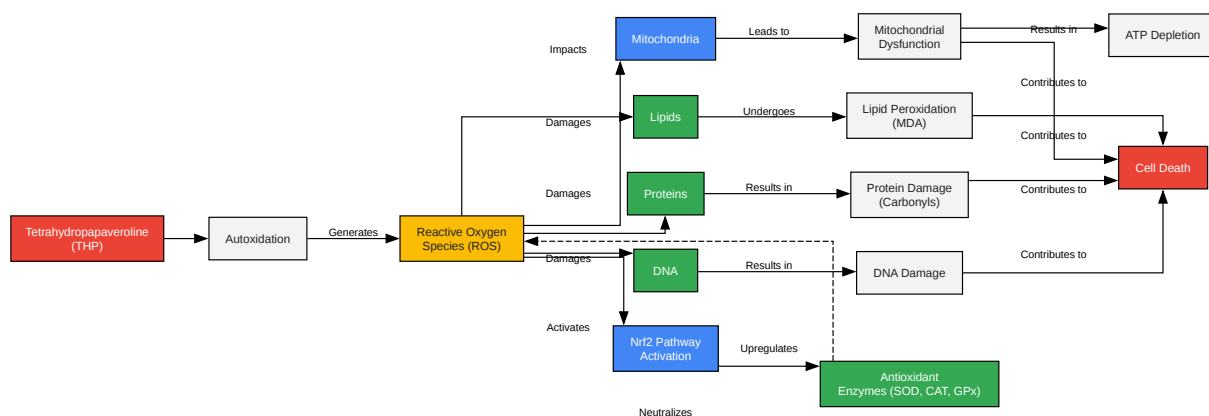 Mitochondria
Leads to
Mitochondrial
Dysfunction
Results in
ATP Depletion
Impacts
Contributes to
Damages
Lipids
Undergoes
Lipid Peroxidation
(MDA)
Contributes to
Cell Death
Damages
Proteins
Results in
Protein Damage
(Carbonyls)
Contributes to
Tetrahydropapaveroline
(THP)
Autoxidation
Generates
Reactive Oxygen
Species (ROS)
Damages
DNA
Results in
DNA Damage
Contributes to
Activates
Nrf2 Pathway
Activation
Upregulates
Antioxidant
Enzymes (SOD, CAT, GPx)
Neutralizes